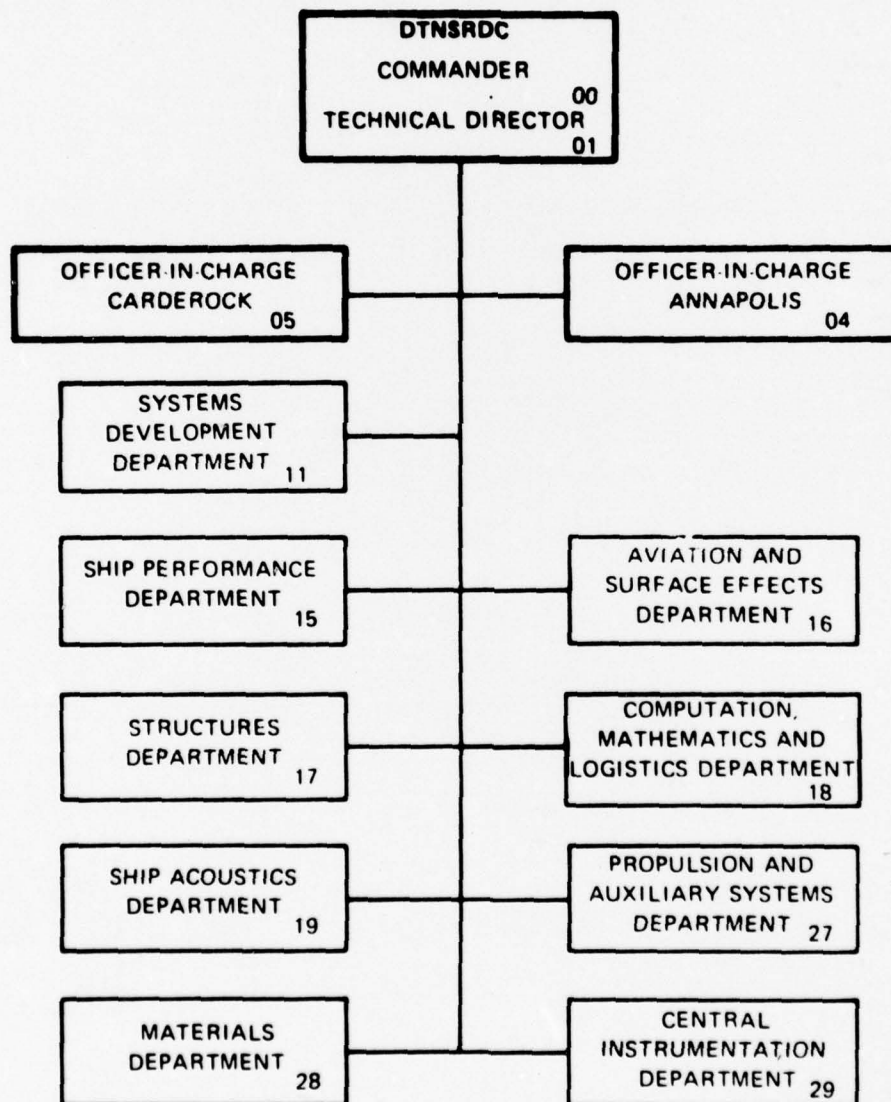 DTNSRDC
COMMANDER
00
TECHNICAL DIRECTOR
01
OFFICER-IN-CHARGE
CARDEROCK
05
OFFICER-IN-CHARGE
ANNAPOLIS
04
SYSTEMS
DEVELOPMENT
DEPARTMENT
11
SHIP PERFORMANCE
DEPARTMENT
15
AVIATION AND
SURFACE EFFECTS
DEPARTMENT
16
STRUCTURES
DEPARTMENT
17
COMPUTATION,
MATHEMATICS AND
LOGISTICS DEPARTMENT
18
SHIP ACOUSTICS
DEPARTMENT
19
PROPULSION AND
AUXILIARY SYSTEMS
DEPARTMENT
27
MATERIALS
DEPARTMENT
28
CENTRAL
INSTRUMENTATION
DEPARTMENT
29